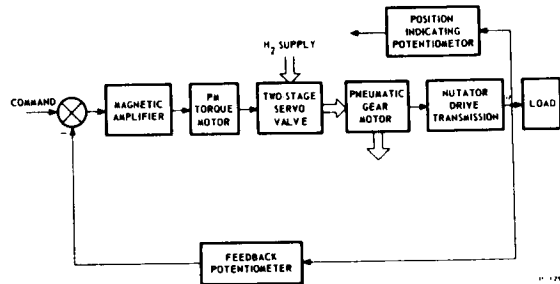 POSITION
INDICATING
POTENTIOMETOR
H2 SUPPLY
COMMAND
MAGNETIC
AMPLIFIER
PM
TORQUE
MOTOR
TWO-STAGE
SERVO
VALVE
PNEUMATIC
GEAR
MOTOR
NUTATOR
DRIVE
TRANSMISSION
LOAD
−
FEEDBACK
POTENTIOMETER